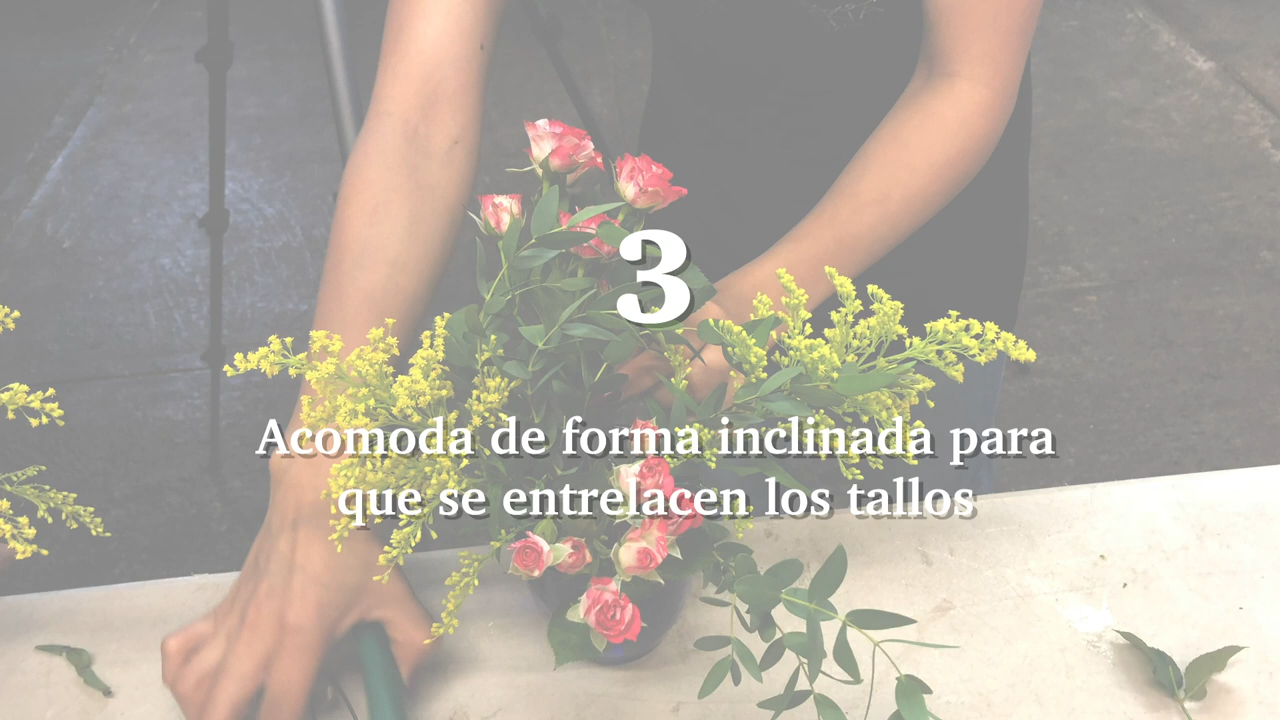 3
Acomoda de forma inclinada para
que se entrelacen los tallos